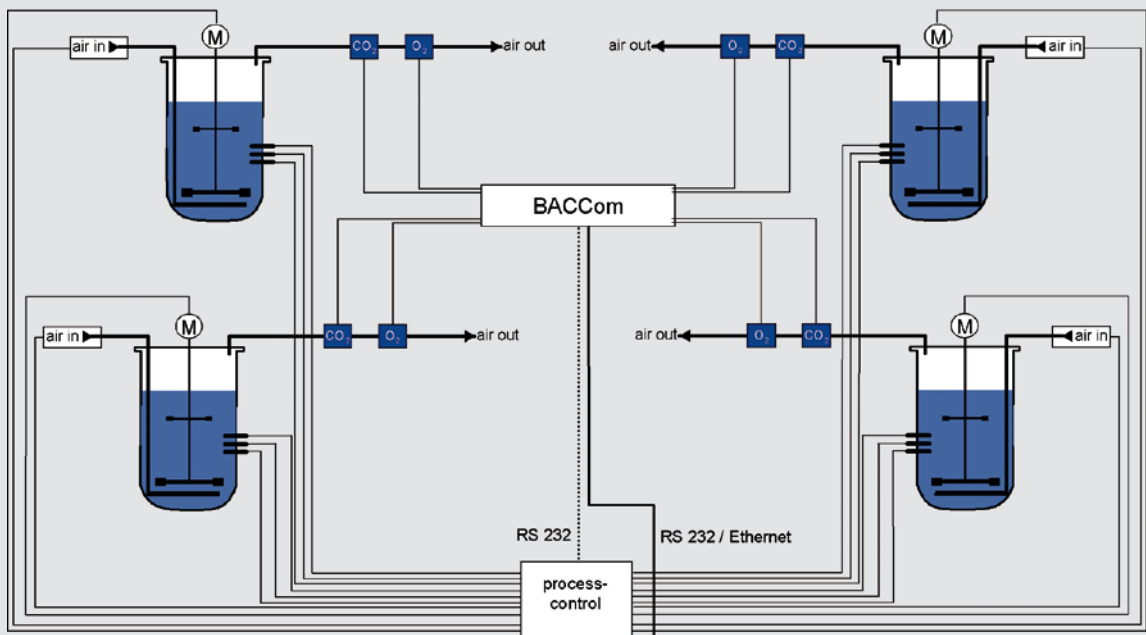 M
M
air in
CO₂
O₂
air out
air out
O₂
CO₂
air in
BACCom
M
M
air in
CO₂
O₂
air out
air out
O₂
CO₂
air in
RS 232
RS 232 / Ethernet
process-
control